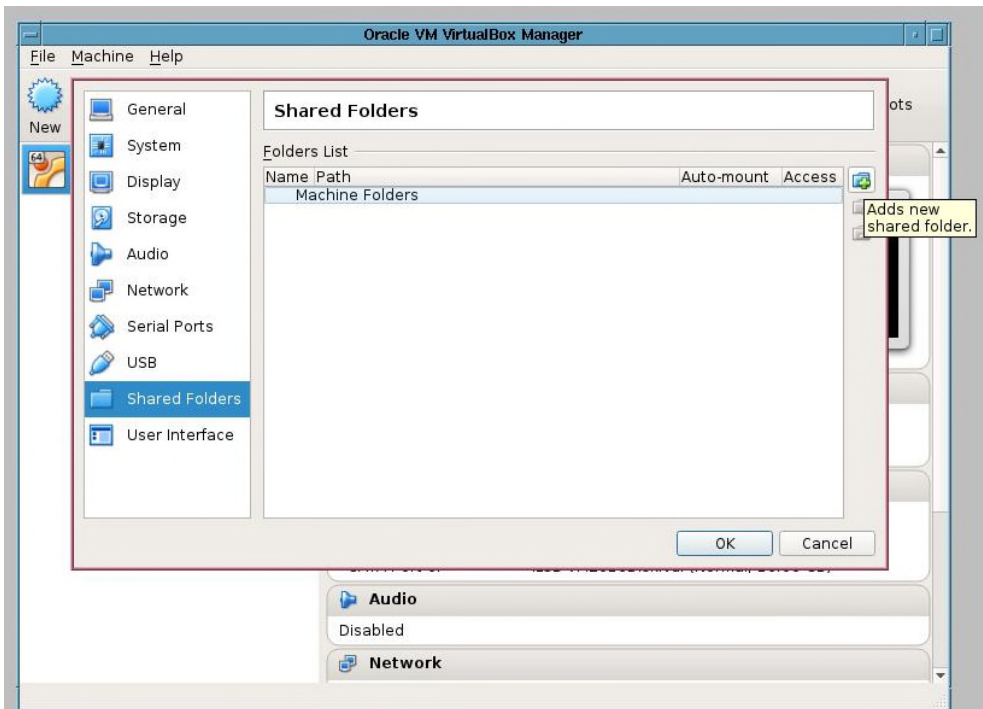 Oracle VM VirtualBox Manager
File Machine Help
New
ots
64
General
System
Display
Storage
Audio
Network
Serial Ports
USB
Shared Folders
User Interface
Shared Folders
Folders List
Name Path Auto-mount Access
Machine Folders
Adds new
shared folder.
OK Cancel
Audio
Disabled
Network